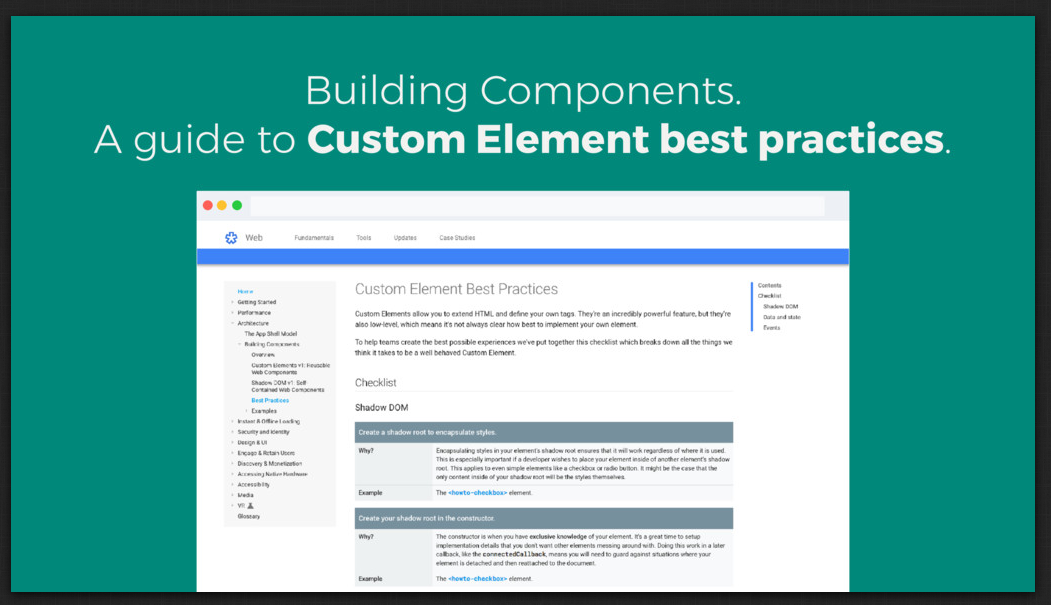 Building Components.
A guide to Custom Element best practices.
Web
Fundamentals
Tools
Updates
Case Studies
Home
Getting Started
Performance
Architecture
The App Shell Model
Building Components
Overview
Custom Elements v1: Reusable
Web Components
Shadow DOM v1: Self-
Contained Web Components
Best Practices
Examples
Instant & Offline Loading
Security and Identity
Design & UI
Engage & Retain Users
Discovery & Monetization
Accessing Native Hardware
Accessibility
Media
VR
Glossary
Custom Element Best Practices
Custom Elements allow you to extend HTML and define your own tags. They're an incredibly powerful feature, but they're
also low-level, which means it's not always clear how best to implement your own element.
To help teams create the best possible experiences we've put together this checklist which breaks down all the things we
think it takes to be a well behaved Custom Element.
Checklist
Shadow DOM
Create a shadow root to encapsulate styles.
Why?
Encapsulating styles in your element's shadow root ensures that it will work regardless of where it is used.
This is especially important if a developer wishes to place your element inside of another element's shadow
root. This applies to even simple elements like a checkbox or radio button. It might be the case that the
only content inside of your shadow root will be the styles themselves.
Example
The <howto-checkbox> element.
Create your shadow root in the constructor.
Why?
The constructor is when you have exclusive knowledge of your element. It's a great time to setup
implementation details that you don't want other elements messing around with. Doing this work in a later
callback, like the connectedCallback, means you will need to guard against situations where your
element is detached and then reattached to the document.
Example
The <howto-checkbox> element.
Contents
Checklist
Shadow DOM
Data and state
Events